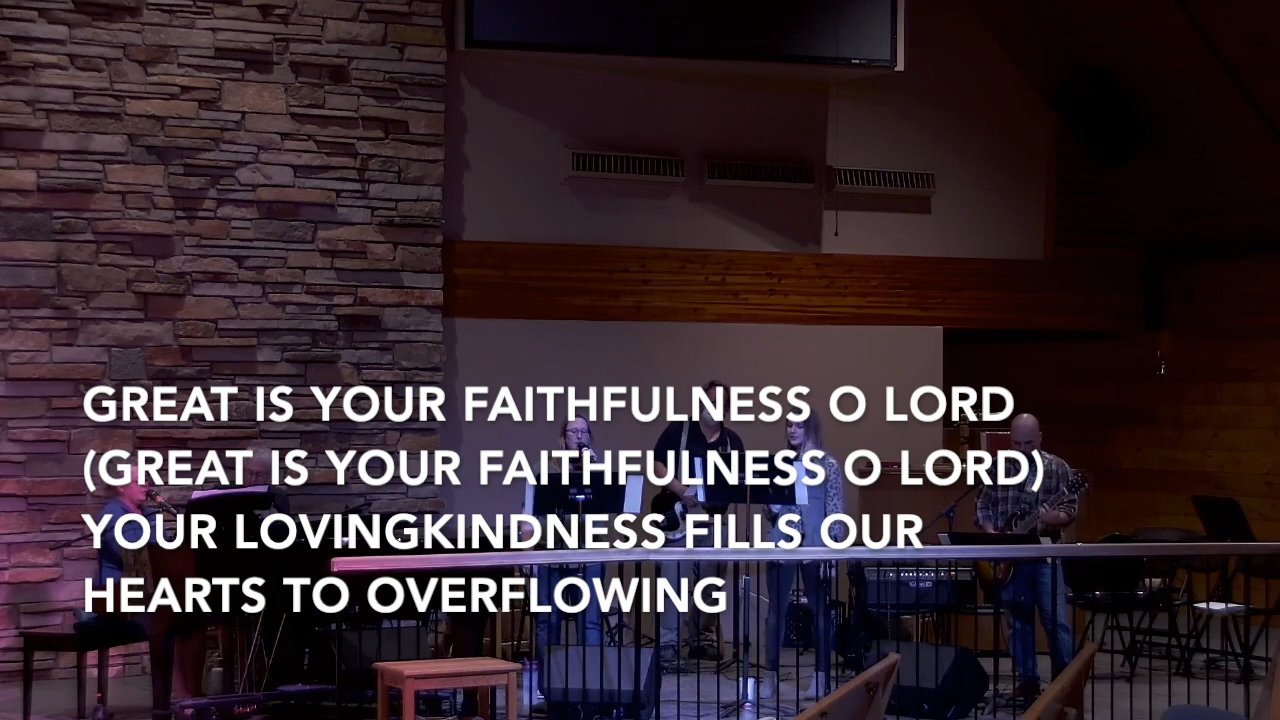 GREAT IS YOUR FAITHFULNESS O LORD
(GREAT IS YOUR FAITHFULNESS O LORD)
YOUR LOVINGKINDNESS FILLS OUR
HEARTS TO OVERFLOWING